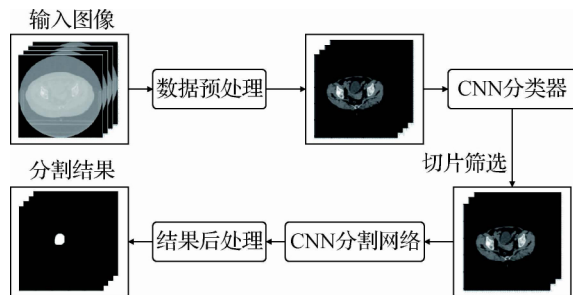 输入图像
数据预处理
CNN分类器
切片筛选
分割结果
结果后处理
CNN分割网络